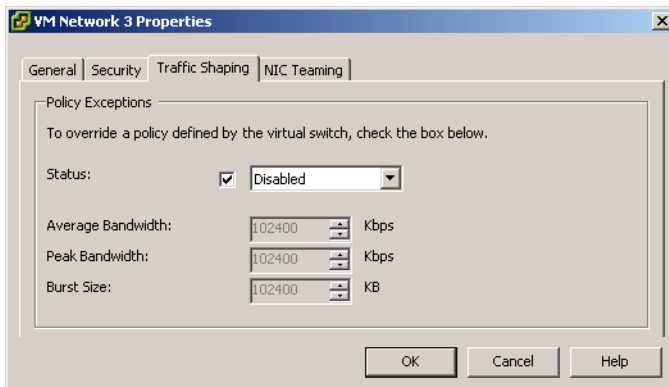 VM Network 3 Properties
General Security Traffic Shaping NIC Teaming
Policy Exceptions
To override a policy defined by the virtual switch, check the box below.
Status: Disabled
Average Bandwidth: 102400 Kbps
Peak Bandwidth: 102400 Kbps
Burst Size: 102400 KB
OK Cancel Help